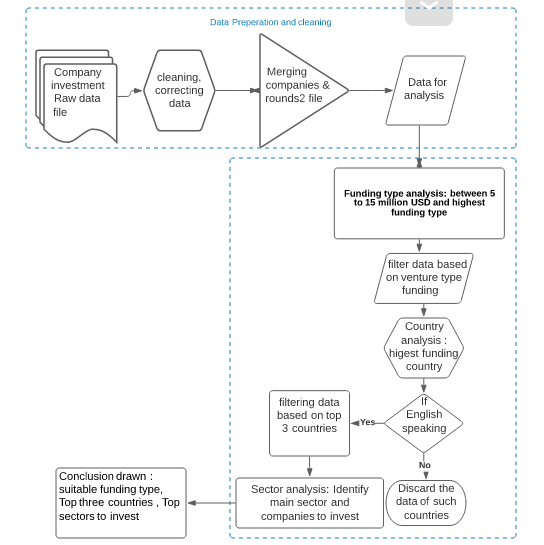 Data Preperation and cleaning
Company
investment
Raw data
file
cleaning,
correcting
data
Merging
companies &
rounds2 file
Data for
analysis
Funding type analysis: between 5
to 15 million USD and highest
funding type
filter data based
on venture type
funding
Country
analysis :
higest funding
country
If
English
speaking
Yes
filtering data
based on top
3 countries
No
Discard the
data of such
countries
Sector analysis: Identify
main sector and
companies to invest
Conclusion drawn :
suitable funding type,
Top three countries , Top
sectors to invest